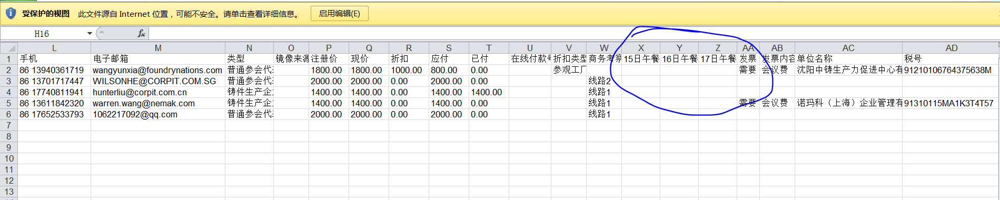 受保护的视图 此文件源自 Internet 位置，可能不安全。请单击查看详细信息。 启用编辑(E)
H16 fx
L M N O P Q R S T U V W X Y Z AA AB AC AD
1 手机 电子邮箱 类型 镜像来源 注册价 现价 折扣 应付 已付 在线付款号 折扣类型 商务考察 15日午餐 16日午餐 17日午餐 发票 发票内容 单位名称 税号
2 86 13940361719 wangyunxia@foundrynations.com 普通参会代 1800.00 1800.00 1000.00 800.00 0.00 参观工厂 需要 会议费 沈阳中铸生产力促进中心有 91210106764375638M
3 86 13701717447 WILSONHE@CORPIT.COM.SG 普通参会代 2000.00 2000.00 0.00 2000.00 0.00 线路2
4 86 17740811941 hunterliu@corpit.com.cn 铸件生产企 1400.00 1400.00 0.00 1400.00 1400.00 线路1
5 86 13611842320 warren.wang@nemak.com 铸件生产企 1400.00 1400.00 0.00 1400.00 0.00 线路1 需要 会议费 诺玛科（上海）企业管理有 91310115MA1K3T4T57
6 86 17652533793 1062217092@qq.com 普通参会代 2000.00 2000.00 0.00 2000.00 0.00 线路1
7
8
9
10
11
12
13